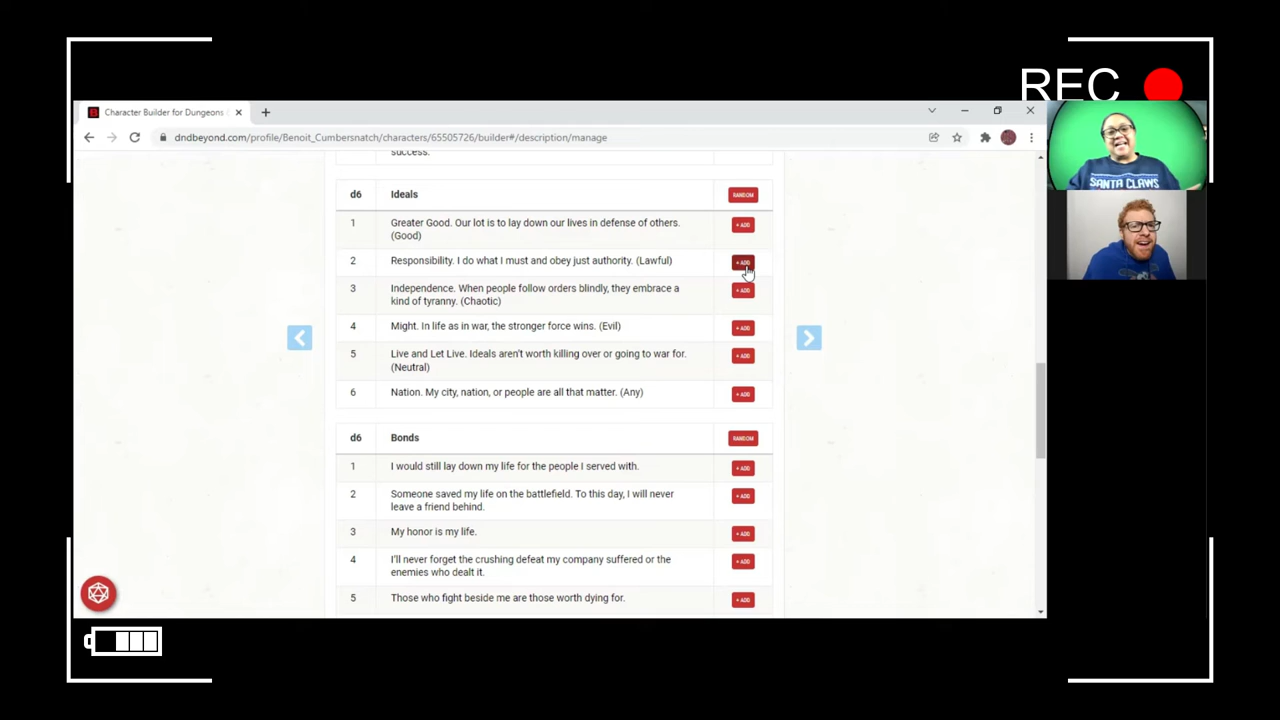 REC
Character Builder for Dungeons
dndbeyond.com/profile/Benoit_Cumbersnatch/characters/65505726/builder#/description/manage
SANTA CLAWS
success.
d6 Ideals RANDOM
1 Greater Good. Our lot is to lay down our lives in defense of others. + ADD
(Good)
2 Responsibility. I do what I must and obey just authority. (Lawful) + ADD
3 Independence. When people follow orders blindly, they embrace a + ADD
kind of tyranny. (Chaotic)
4 Might. In life as in war, the stronger force wins. (Evil) + ADD
5 Live and Let Live. Ideals aren't worth killing over or going to war for. + ADD
(Neutral)
6 Nation. My city, nation, or people are all that matter. (Any) + ADD
d6 Bonds RANDOM
1 I would still lay down my life for the people I served with. + ADD
2 Someone saved my life on the battlefield. To this day, I will never + ADD
leave a friend behind.
3 My honor is my life. + ADD
4 I'll never forget the crushing defeat my company suffered or the + ADD
enemies who dealt it.
5 Those who fight beside me are those worth dying for. + ADD